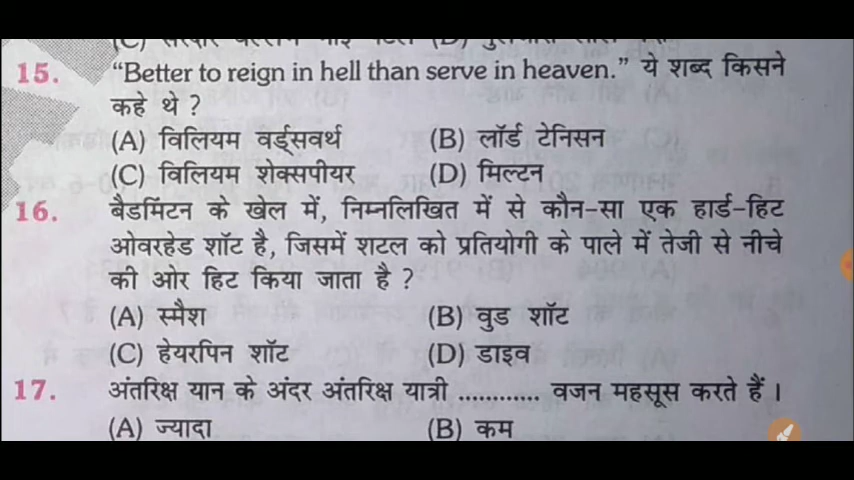 15. “Better to reign in hell than serve in heaven.” ये शब्द किसने
कहे थे ?
(A) विलियम वर्ड्सवर्थ (B) लॉर्ड टेनिसन
(C) विलियम शेक्सपीयर (D) मिल्टन
16. बैडमिंटन के खेल में, निम्नलिखित में से कौन-सा एक हार्ड-हिट
ओवरहेड शॉट है, जिसमें शटल को प्रतियोगी के पाले में तेजी से नीचे
की ओर हिट किया जाता है ?
(A) स्मैश (B) वुड शॉट
(C) हेयरपिन शॉट (D) डाइव
17. अंतरिक्ष यान के अंदर अंतरिक्ष यात्री ............ वजन महसूस करते हैं ।
(A) ज्यादा (B) कम